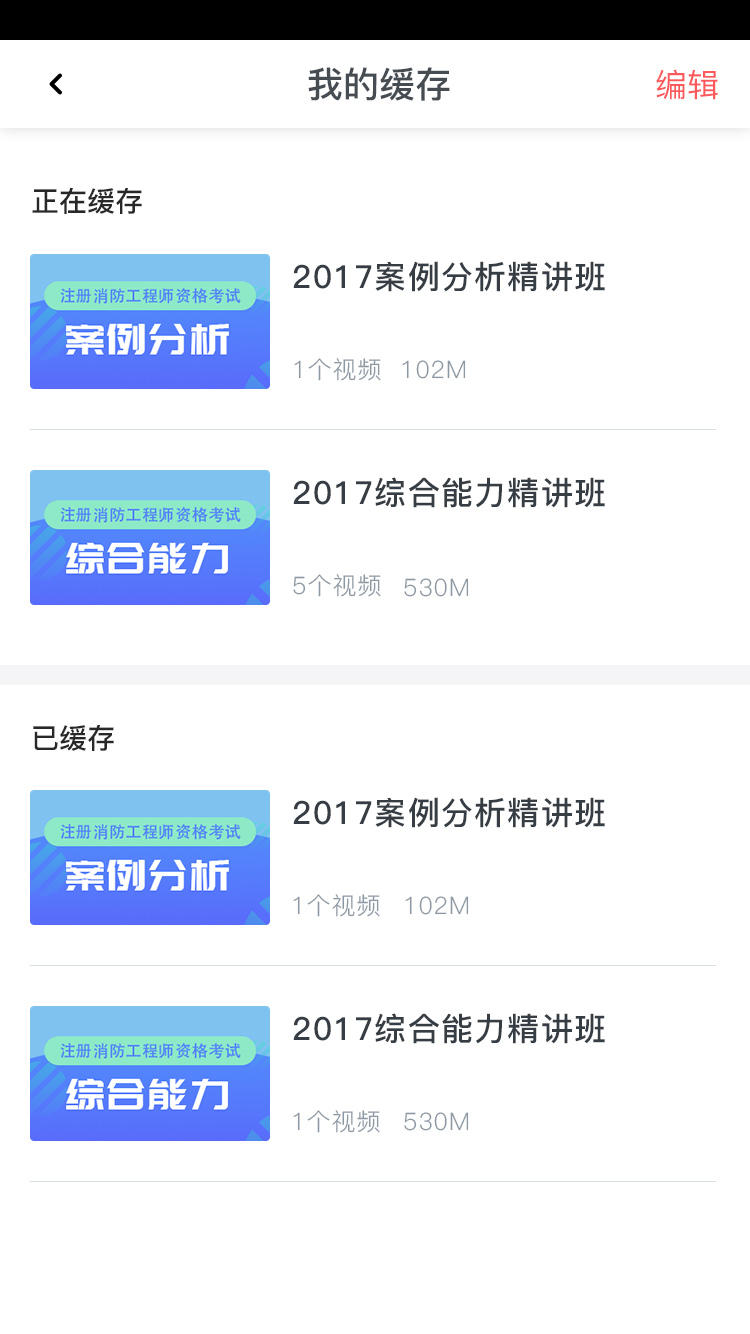 我的缓存
编辑
正在缓存
注册消防工程师资格考试
案例分析
2017案例分析精讲班
1个视频 102M
注册消防工程师资格考试
综合能力
2017综合能力精讲班
5个视频 530M
已缓存
注册消防工程师资格考试
案例分析
2017案例分析精讲班
1个视频 102M
注册消防工程师资格考试
综合能力
2017综合能力精讲班
1个视频 530M